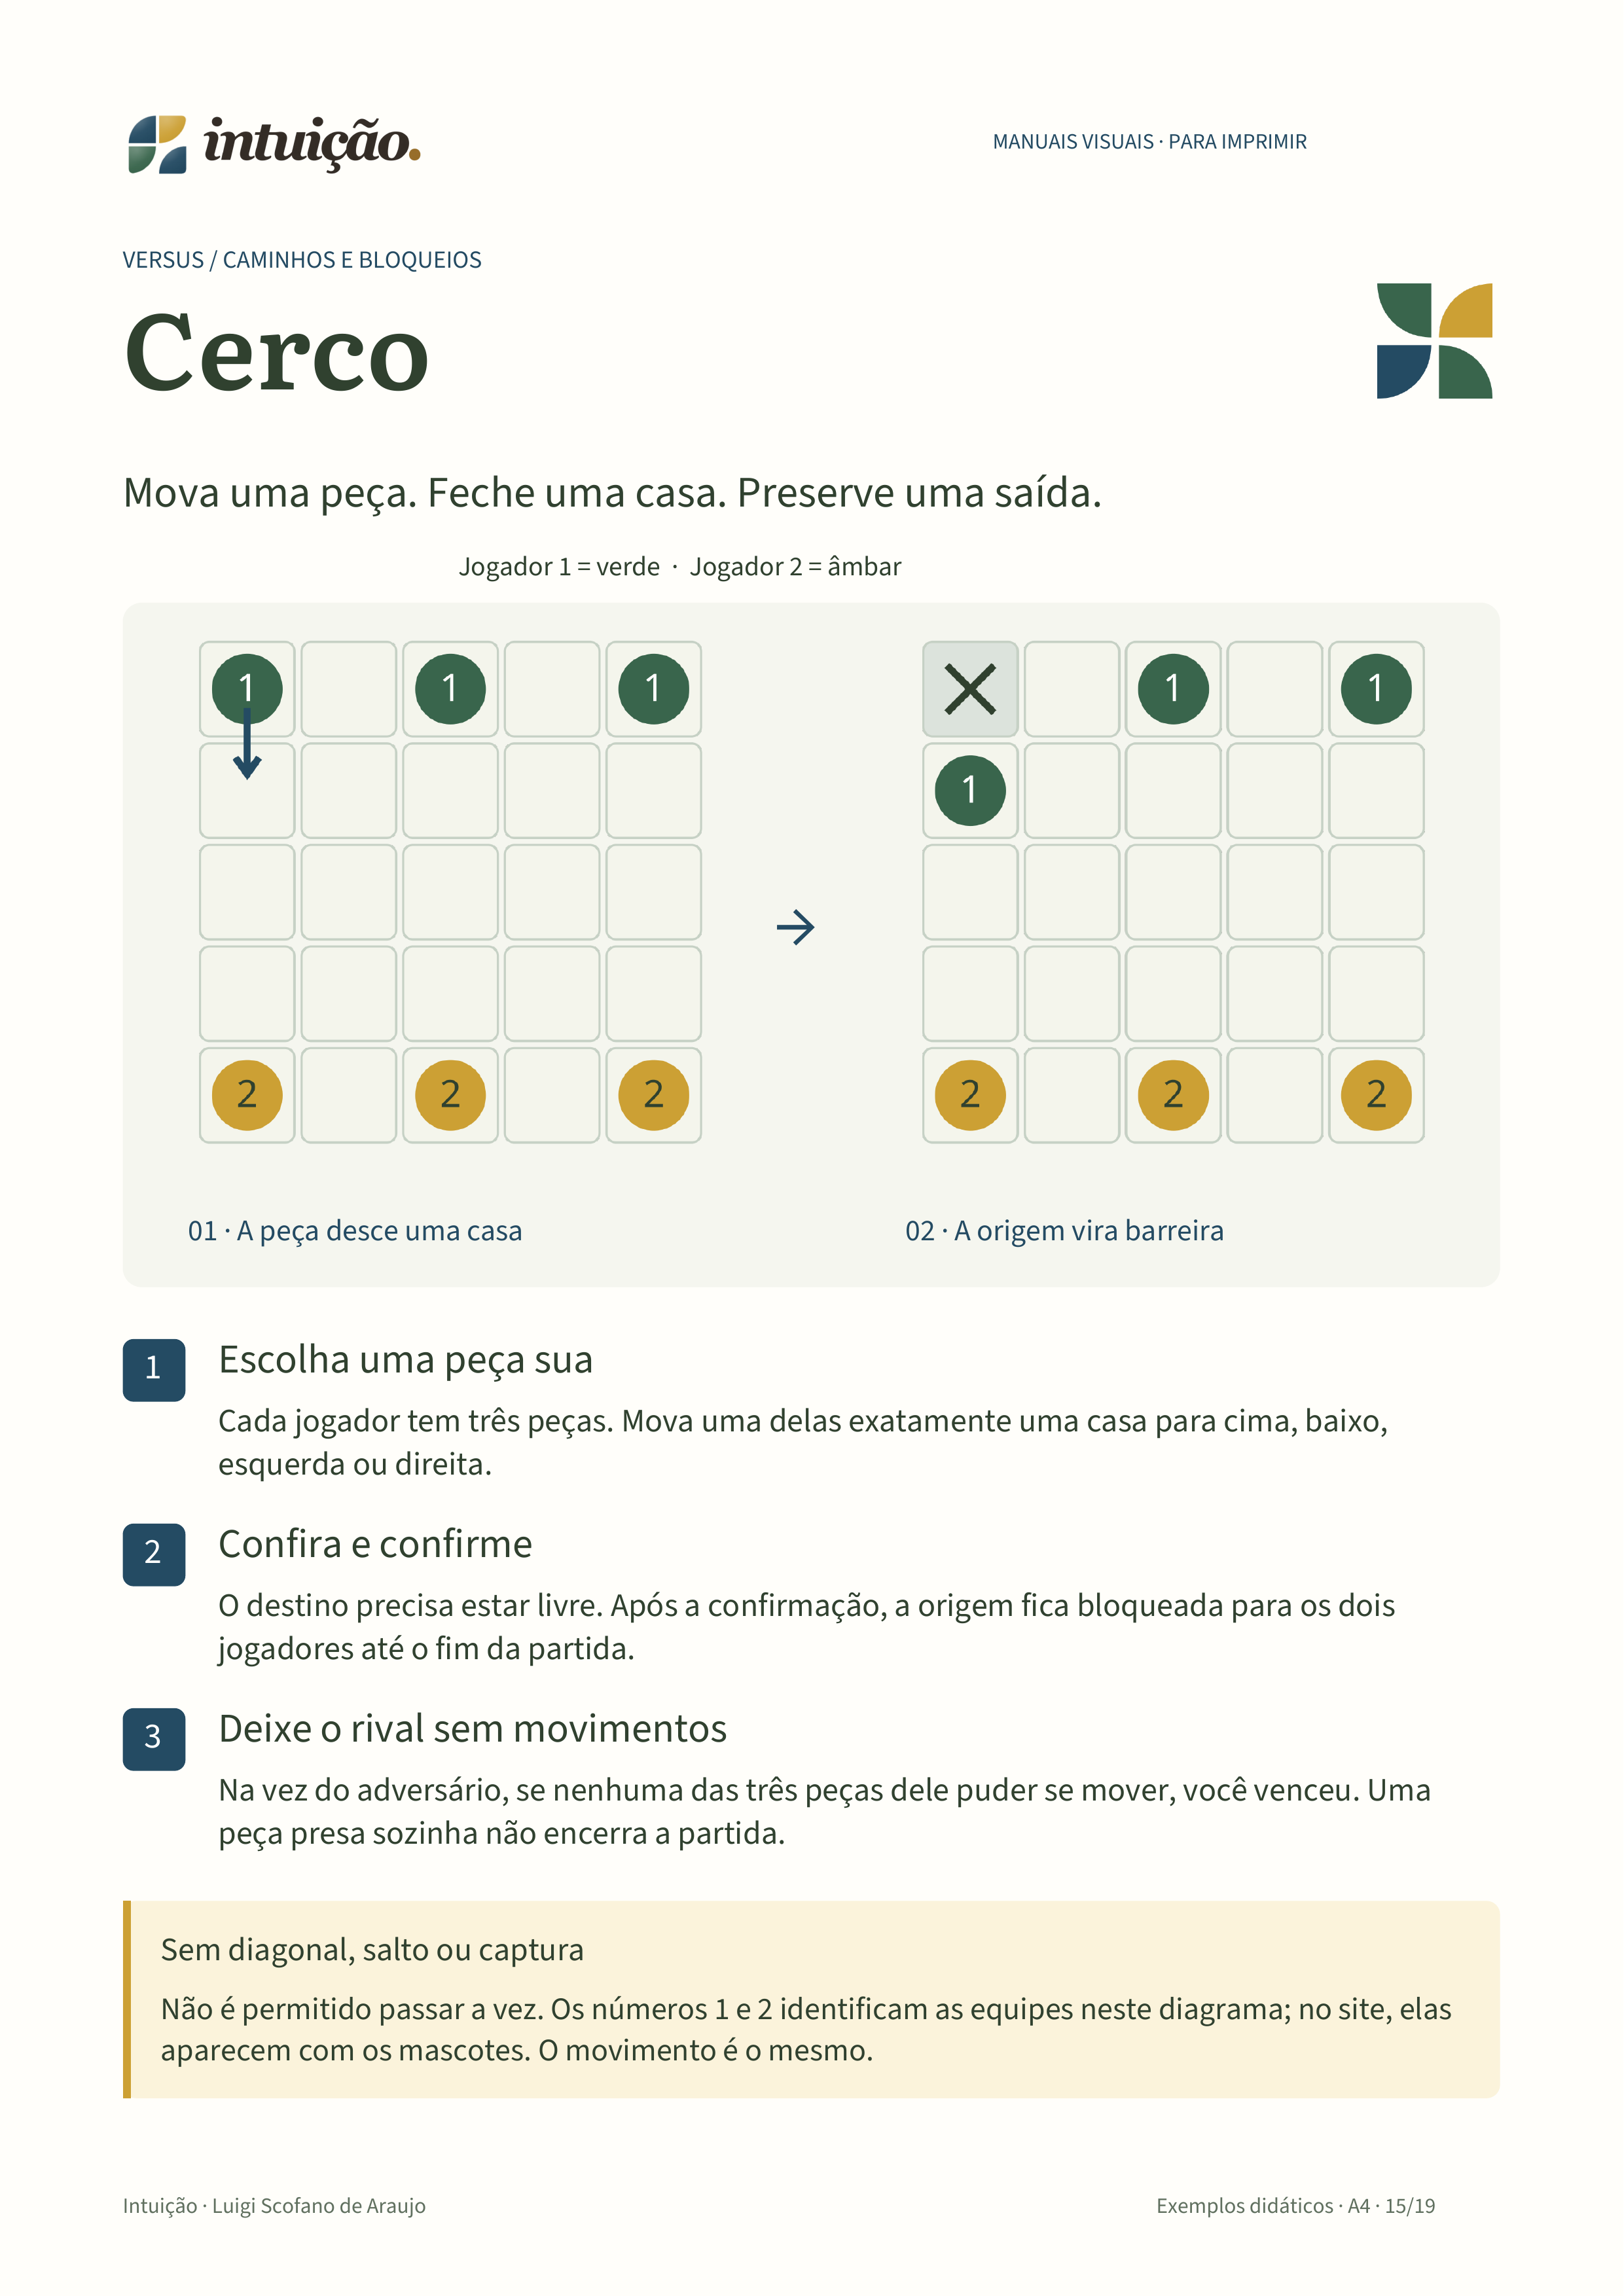 intuição.
MANUAIS VISUAIS · PARA IMPRIMIR
VERSUS / CAMINHOS E BLOQUEIOS
Cerco
Mova uma peça. Feche uma casa. Preserve uma saída.
Jogador 1 = verde · Jogador 2 = âmbar
1 1 1
2 2 2
01 · A peça desce uma casa
1 1
1
2 2 2
02 · A origem vira barreira
1 Escolha uma peça sua
Cada jogador tem três peças. Mova uma delas exatamente uma casa para cima, baixo,
esquerda ou direita.
2 Confira e confirme
O destino precisa estar livre. Após a confirmação, a origem fica bloqueada para os dois
jogadores até o fim da partida.
3 Deixe o rival sem movimentos
Na vez do adversário, se nenhuma das três peças dele puder se mover, você venceu. Uma
peça presa sozinha não encerra a partida.
Sem diagonal, salto ou captura
Não é permitido passar a vez. Os números 1 e 2 identificam as equipes neste diagrama; no site, elas
aparecem com os mascotes. O movimento é o mesmo.
Intuição · Luigi Scofano de Araujo
Exemplos didáticos · A4 · 15/19